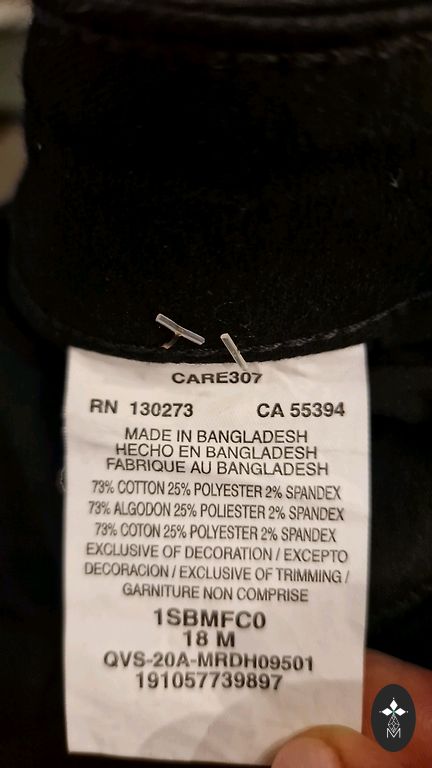 CARE307
RN 130273 CA 55394
MADE IN BANGLADESH
HECHO EN BANGLADESH
FABRIQUE AU BANGLADESH
73% COTTON 25% POLYESTER 2% SPANDEX
73% ALGODON 25% POLIESTER 2% SPANDEX
73% COTON 25% POLYESTER 2% SPANDEX
EXCLUSIVE OF DECORATION / EXCEPTO
DECORACION / EXCLUSIVE OF TRIMMING /
GARNITURE NON COMPRISE
1SBMFC0
18 M
QVS-20A-MRDH09501
191057739897
M